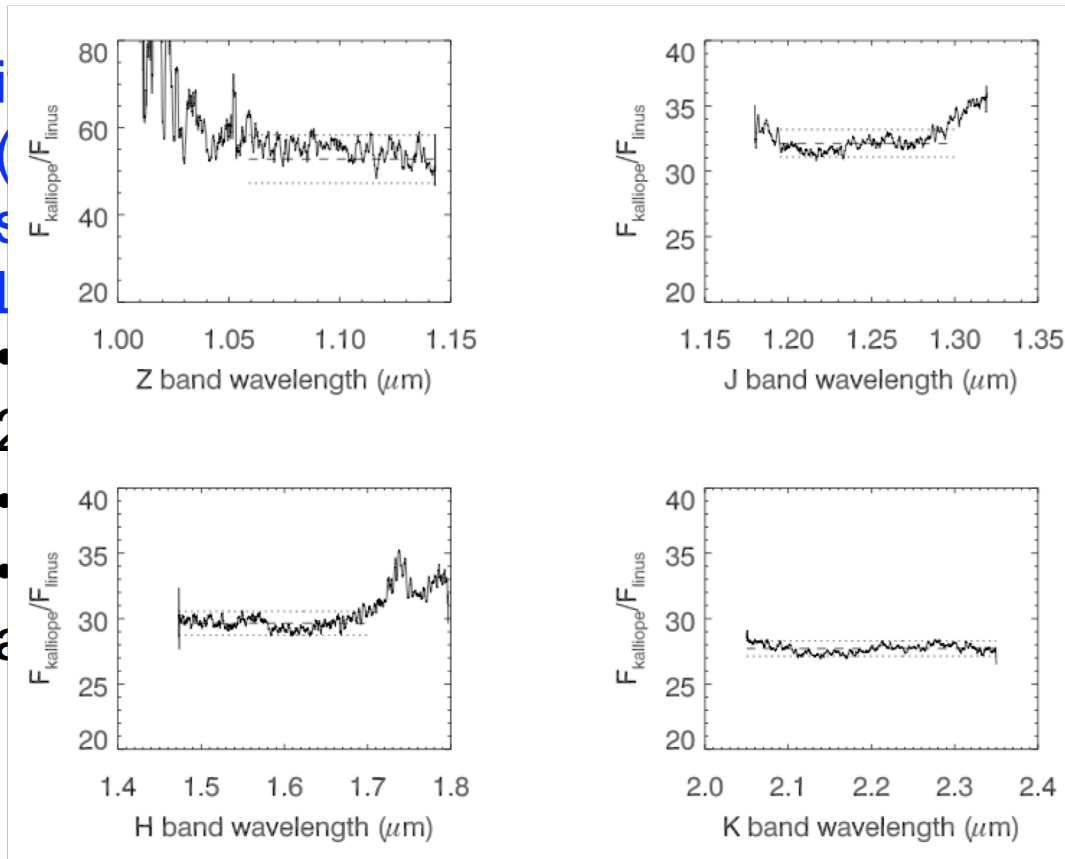 80
60
40
20
F_kalliope/F_linus
1.00 1.05 1.10 1.15
Z band wavelength (μm)
40
35
30
25
20
F_kalliope/F_linus
1.15 1.20 1.25 1.30 1.35
J band wavelength (μm)
40
35
30
25
20
F_kalliope/F_linus
1.4 1.5 1.6 1.7 1.8
H band wavelength (μm)
40
35
30
25
20
F_kalliope/F_linus
2.0 2.1 2.2 2.3 2.4
K band wavelength (μm)